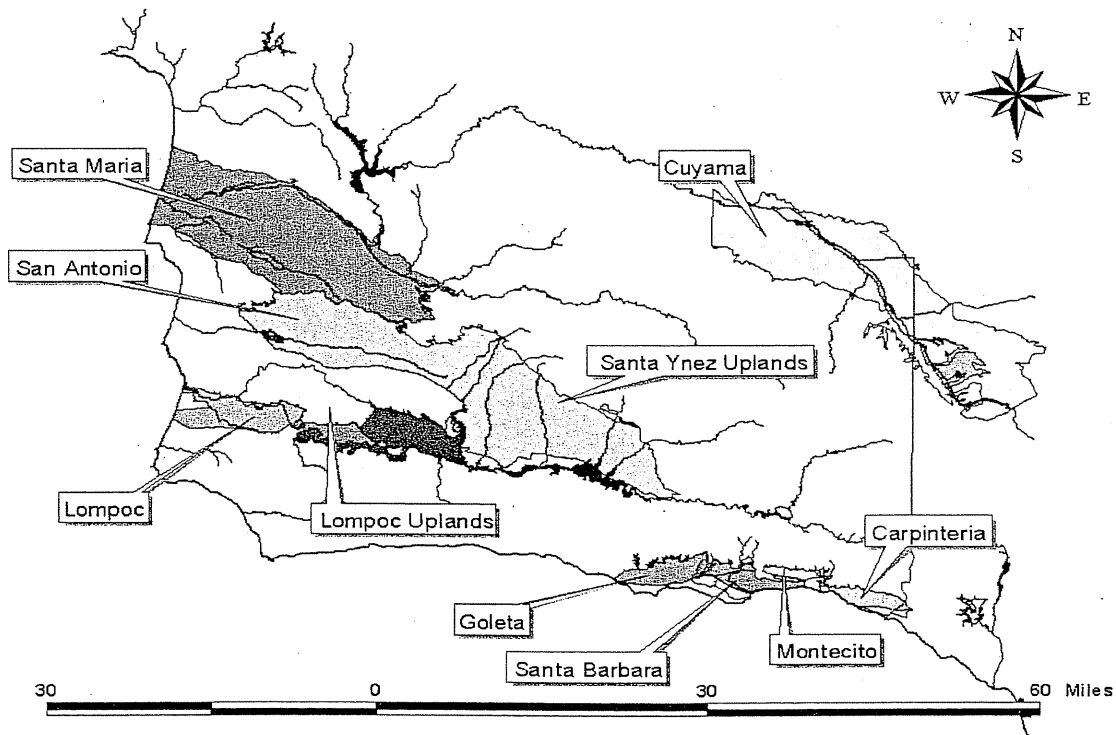 N
W E
S
Santa Maria
Cuyama
San Antonio
Santa Ynez Uplands
Lompoc
Lompoc Uplands
Carpinteria
Goleta
Montecito
Santa Barbara
30 0 30 60 Miles